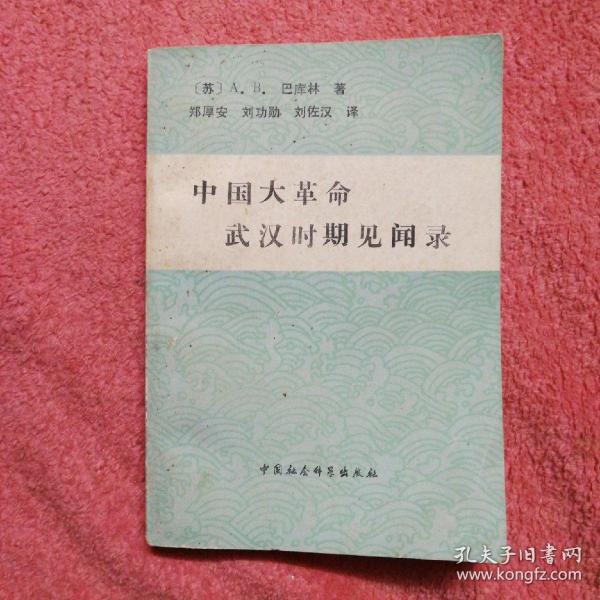 〔苏〕A．B．巴库林 著
郑厚安 刘功勋 刘佐汉 译
中国大革命
武汉时期见闻录
中国社会科学出版社
孔夫子旧書网
www.kongfz.com